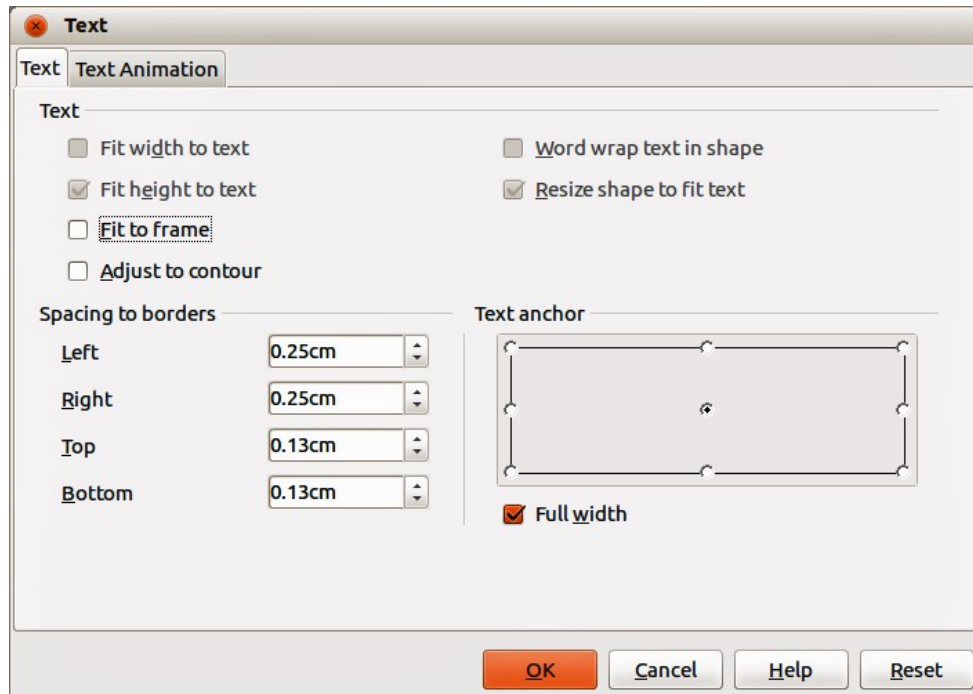 Text
Text Text Animation
Text
Fit width to text Word wrap text in shape
Fit height to text Resize shape to fit text
Fit to frame
Adjust to contour
Spacing to borders Text anchor
Left 0.25cm
Right 0.25cm
Top 0.13cm
Bottom 0.13cm
Full width
OK Cancel Help Reset